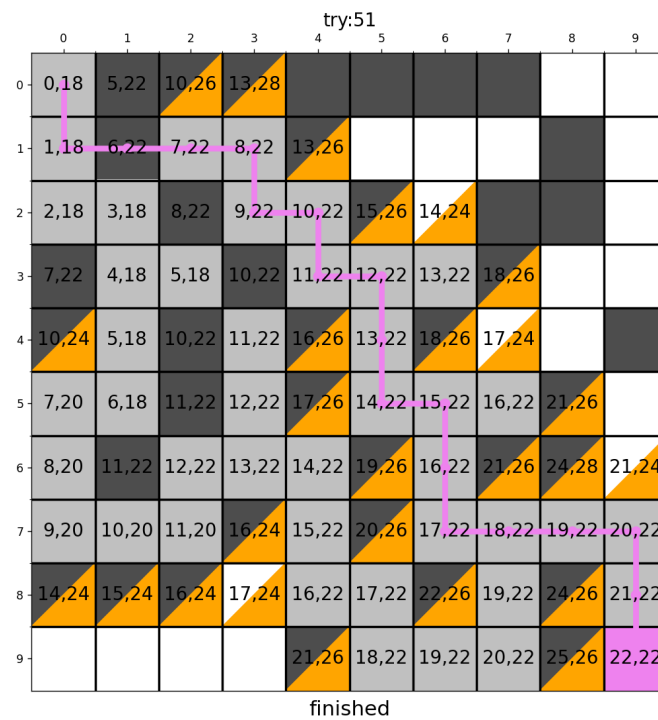 try:51
0 1 2 3 4 5 6 7 8 9
0 0,18 5,22 10,26 13,28
1 1,18 6,22 7,22 8,22 13,26
2 2,18 3,18 8,22 9,22 10,22 15,26 14,24
3 7,22 4,18 5,18 10,22 11,22 12,22 13,22 18,26
4 10,24 5,18 10,22 11,22 16,26 13,22 18,26 17,24
5 7,20 6,18 11,22 12,22 17,26 14,22 15,22 16,22 21,26
6 8,20 11,22 12,22 13,22 14,22 19,26 16,22 21,26 24,28 21,24
7 9,20 10,20 11,20 16,24 15,22 20,26 17,22 18,22 19,22 20,22
8 14,24 15,24 16,24 17,24 16,22 17,22 22,26 19,22 24,26 21,22
9 21,26 18,22 19,22 20,22 25,26 22,22
finished